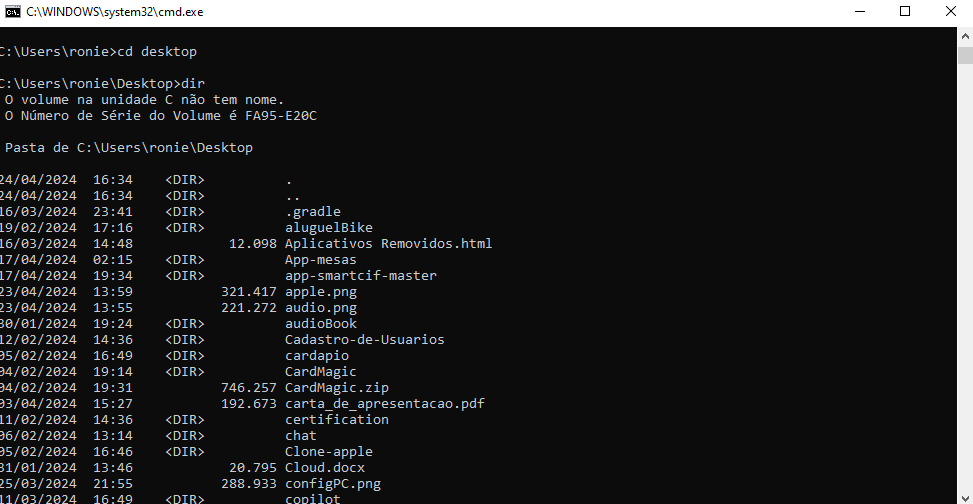 C:\WINDOWS\system32\cmd.exe
C:\Users\ronie>cd desktop
C:\Users\ronie\Desktop>dir
O volume na unidade C não tem nome.
O Número de Série do Volume é FA95-E20C
Pasta de C:\Users\ronie\Desktop
24/04/2024 16:34 <DIR> .
24/04/2024 16:34 <DIR> ..
16/03/2024 23:41 <DIR> .gradle
19/02/2024 17:16 <DIR> aluguelBike
16/03/2024 14:48 12.098 Aplicativos Removidos.html
17/04/2024 02:15 <DIR> App-mesas
17/04/2024 19:34 <DIR> app-smartcif-master
23/04/2024 13:59 321.417 apple.png
23/04/2024 13:55 221.272 audio.png
30/01/2024 19:24 <DIR> audioBook
12/02/2024 14:36 <DIR> Cadastro-de-Usuarios
05/02/2024 16:49 <DIR> cardapio
04/02/2024 19:14 <DIR> CardMagic
04/02/2024 19:31 746.257 CardMagic.zip
03/04/2024 15:27 192.673 carta_de_apresentacao.pdf
11/02/2024 14:36 <DIR> certification
06/02/2024 13:14 <DIR> chat
05/02/2024 16:46 <DIR> Clone-apple
31/01/2024 13:46 20.795 Cloud.docx
25/03/2024 21:55 288.933 configPC.png
11/03/2024 16:49 <DIR> copilot